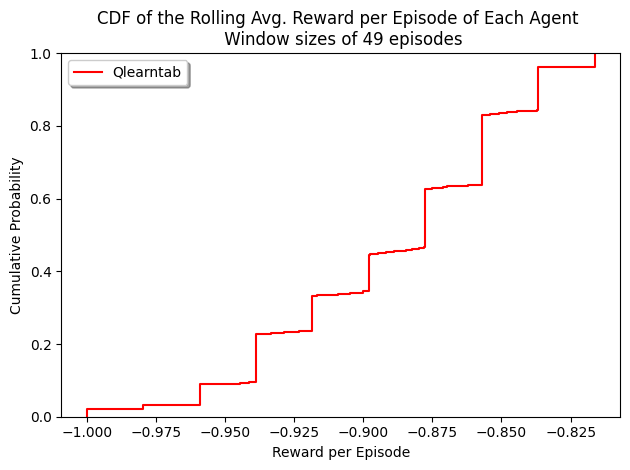 CDF of the Rolling Avg. Reward per Episode of Each Agent
Window sizes of 49 episodes
Qlearntab
Cumulative Probability
1.0
0.8
0.6
0.4
0.2
0.0
−1.000 −0.975 −0.950 −0.925 −0.900 −0.875 −0.850 −0.825
Reward per Episode